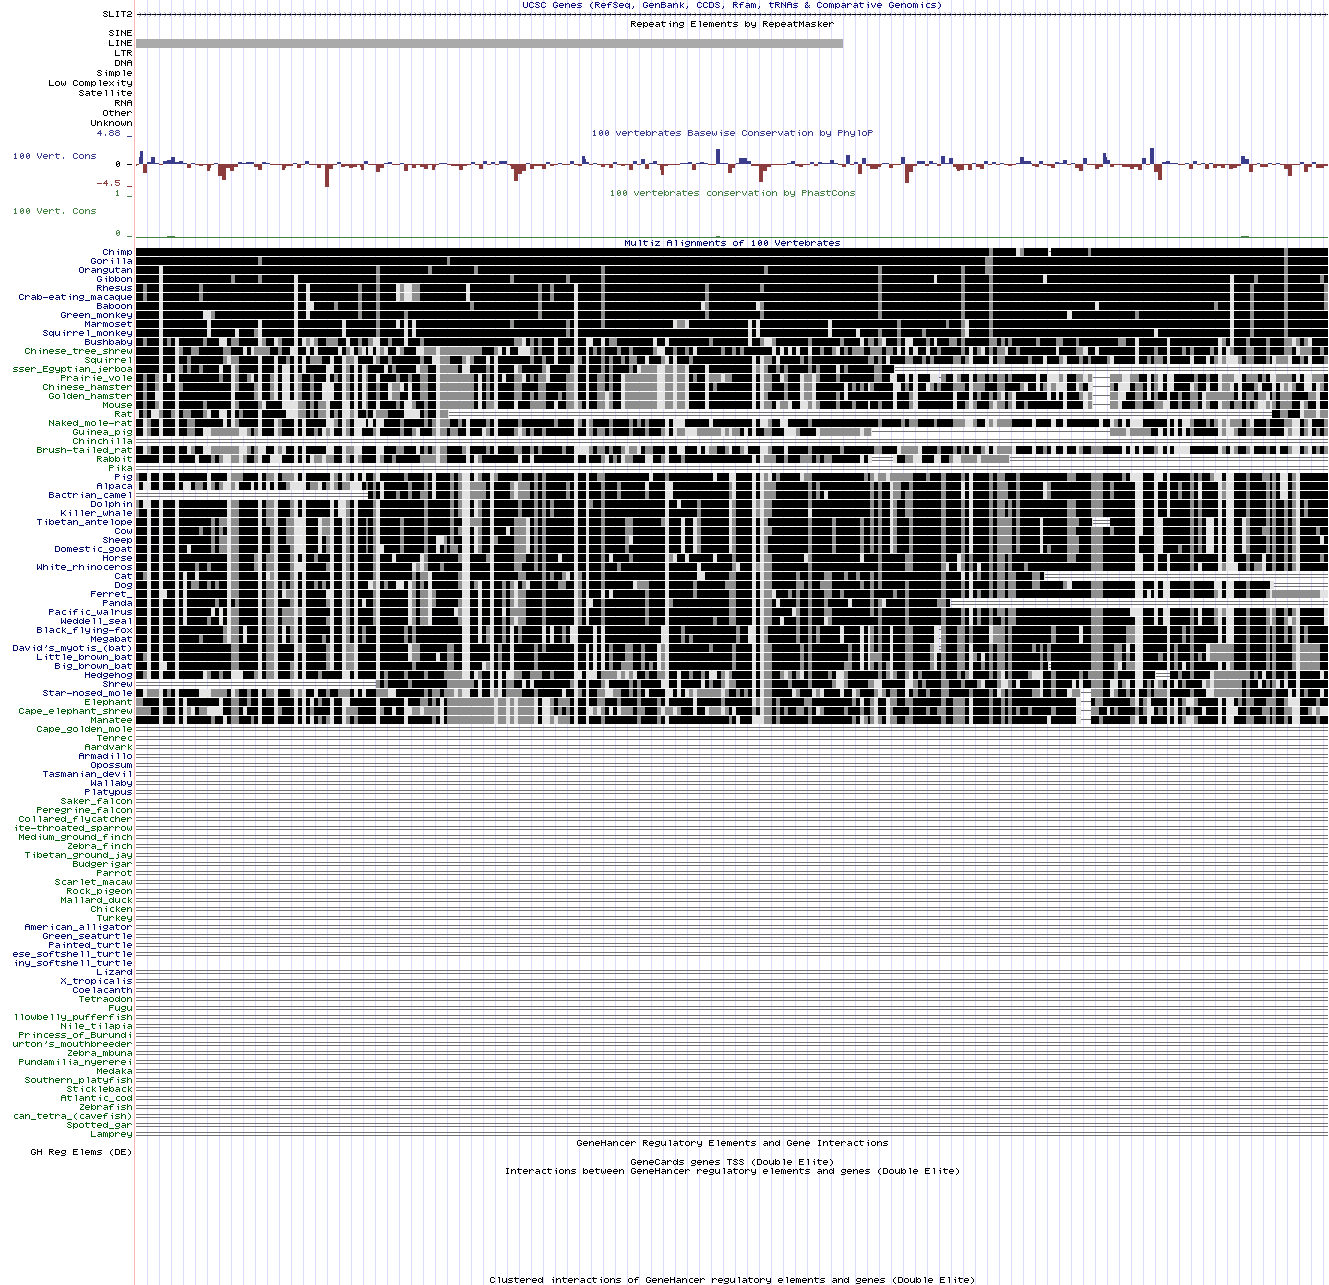 UCSC Genes (RefSeq, GenBank, CCDS, Rfam, tRNAs & Comparative Genomics)
SLIT2
Repeating Elements by RepeatMasker
SINE
LINE
LTR
DNA
Simple
Low Complexity
Satellite
RNA
Other
Unknown
4.88 _
100 vertebrates Basewise Conservation by PhyloP
100 Vert. Cons
0 -
-4.5 _
100 vertebrates conservation by PhastCons
1 _
100 Vert. Cons
0 _
Multiz Alignments of 100 Vertebrates
Chimp
Gorilla
Orangutan
Gibbon
Rhesus
Crab-eating_macaque
Baboon
Green_monkey
Marmoset
Squirrel_monkey
Bushbaby
Chinese_tree_shrew
Squirrel
sser_Egyptian_jerboa
Prairie_vole
Chinese_hamster
Golden_hamster
Mouse
Rat
Naked_mole-rat
Guinea_pig
Chinchilla
Brush-tailed_rat
Rabbit
Pika
Pig
Alpaca
Bactrian_camel
Dolphin
Killer_whale
Tibetan_antelope
Cow
Sheep
Domestic_goat
Horse
White_rhinoceros
Cat
Dog
Ferret_
Panda
Pacific_walrus
Weddell_seal
Black_flying-fox
Megabat
David's_myotis_(bat)
Little_brown_bat
Big_brown_bat
Hedgehog
Shrew
Star-nosed_mole
Elephant
Cape_elephant_shrew
Manatee
Cape_golden_mole
Tenrec
Aardvark
Armadillo
Opossum
Tasmanian_devil
Wallaby
Platypus
Saker_falcon
Peregrine_falcon
Collared_flycatcher
ite-throated_sparrow
Medium_ground_finch
Zebra_finch
Tibetan_ground_jay
Budgerigar
Parrot
Scarlet_macaw
Rock_pigeon
Mallard_duck
Chicken
Turkey
American_alligator
Green_seaturtle
Painted_turtle
ese_softshell_turtle
iny_softshell_turtle
Lizard
X_tropicalis
Coelacanth
Tetraodon
Fugu
llowbelly_pufferfish
Nile_tilapia
Princess_of_Burundi
urton's_mouthbreeder
Zebra_mbuna
Pundamilia_nyererei
Medaka
Southern_platyfish
Stickleback
Atlantic_cod
Zebrafish
can_tetra_(cavefish)
Spotted_gar
Lamprey
GeneHancer Regulatory Elements and Gene Interactions
GH Reg Elems (DE)
GeneCards genes TSS (Double Elite)
Interactions between GeneHancer regulatory elements and genes (Double Elite)
Clustered interactions of GeneHancer regulatory elements and genes (Double Elite)